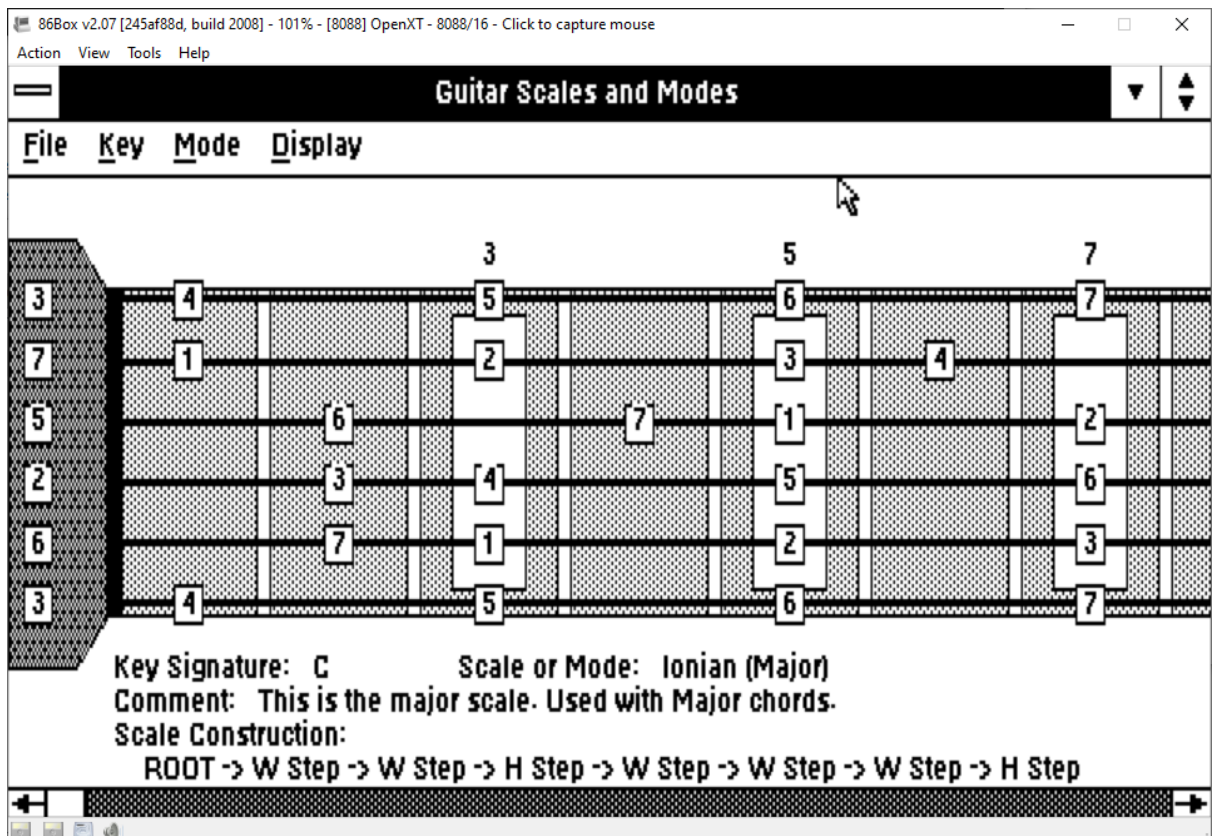 86Box v2.07 [245af88d, build 2008] - 101% - [8088] OpenXT - 8088/16 - Click to capture mouse
Action View Tools Help
Guitar Scales and Modes
File Key Mode Display
3 5 7
3 4 5 6 7
7 1 2 3 4
5 6 7 1 2
2 3 4 5 6
6 7 1 2 3
3 4 5 6 7
Key Signature: C Scale or Mode: Ionian (Major)
Comment: This is the major scale. Used with Major chords.
Scale Construction:
ROOT -> W Step -> W Step -> H Step -> W Step -> W Step -> W Step -> H Step